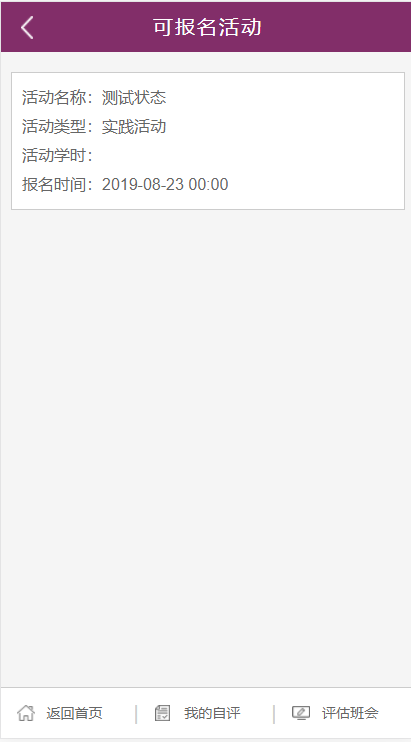 可报名活动
活动名称：测试状态
活动类型：实践活动
活动学时：
报名时间：2019-08-23 00:00
返回首页 | 我的自评 | 评估班会